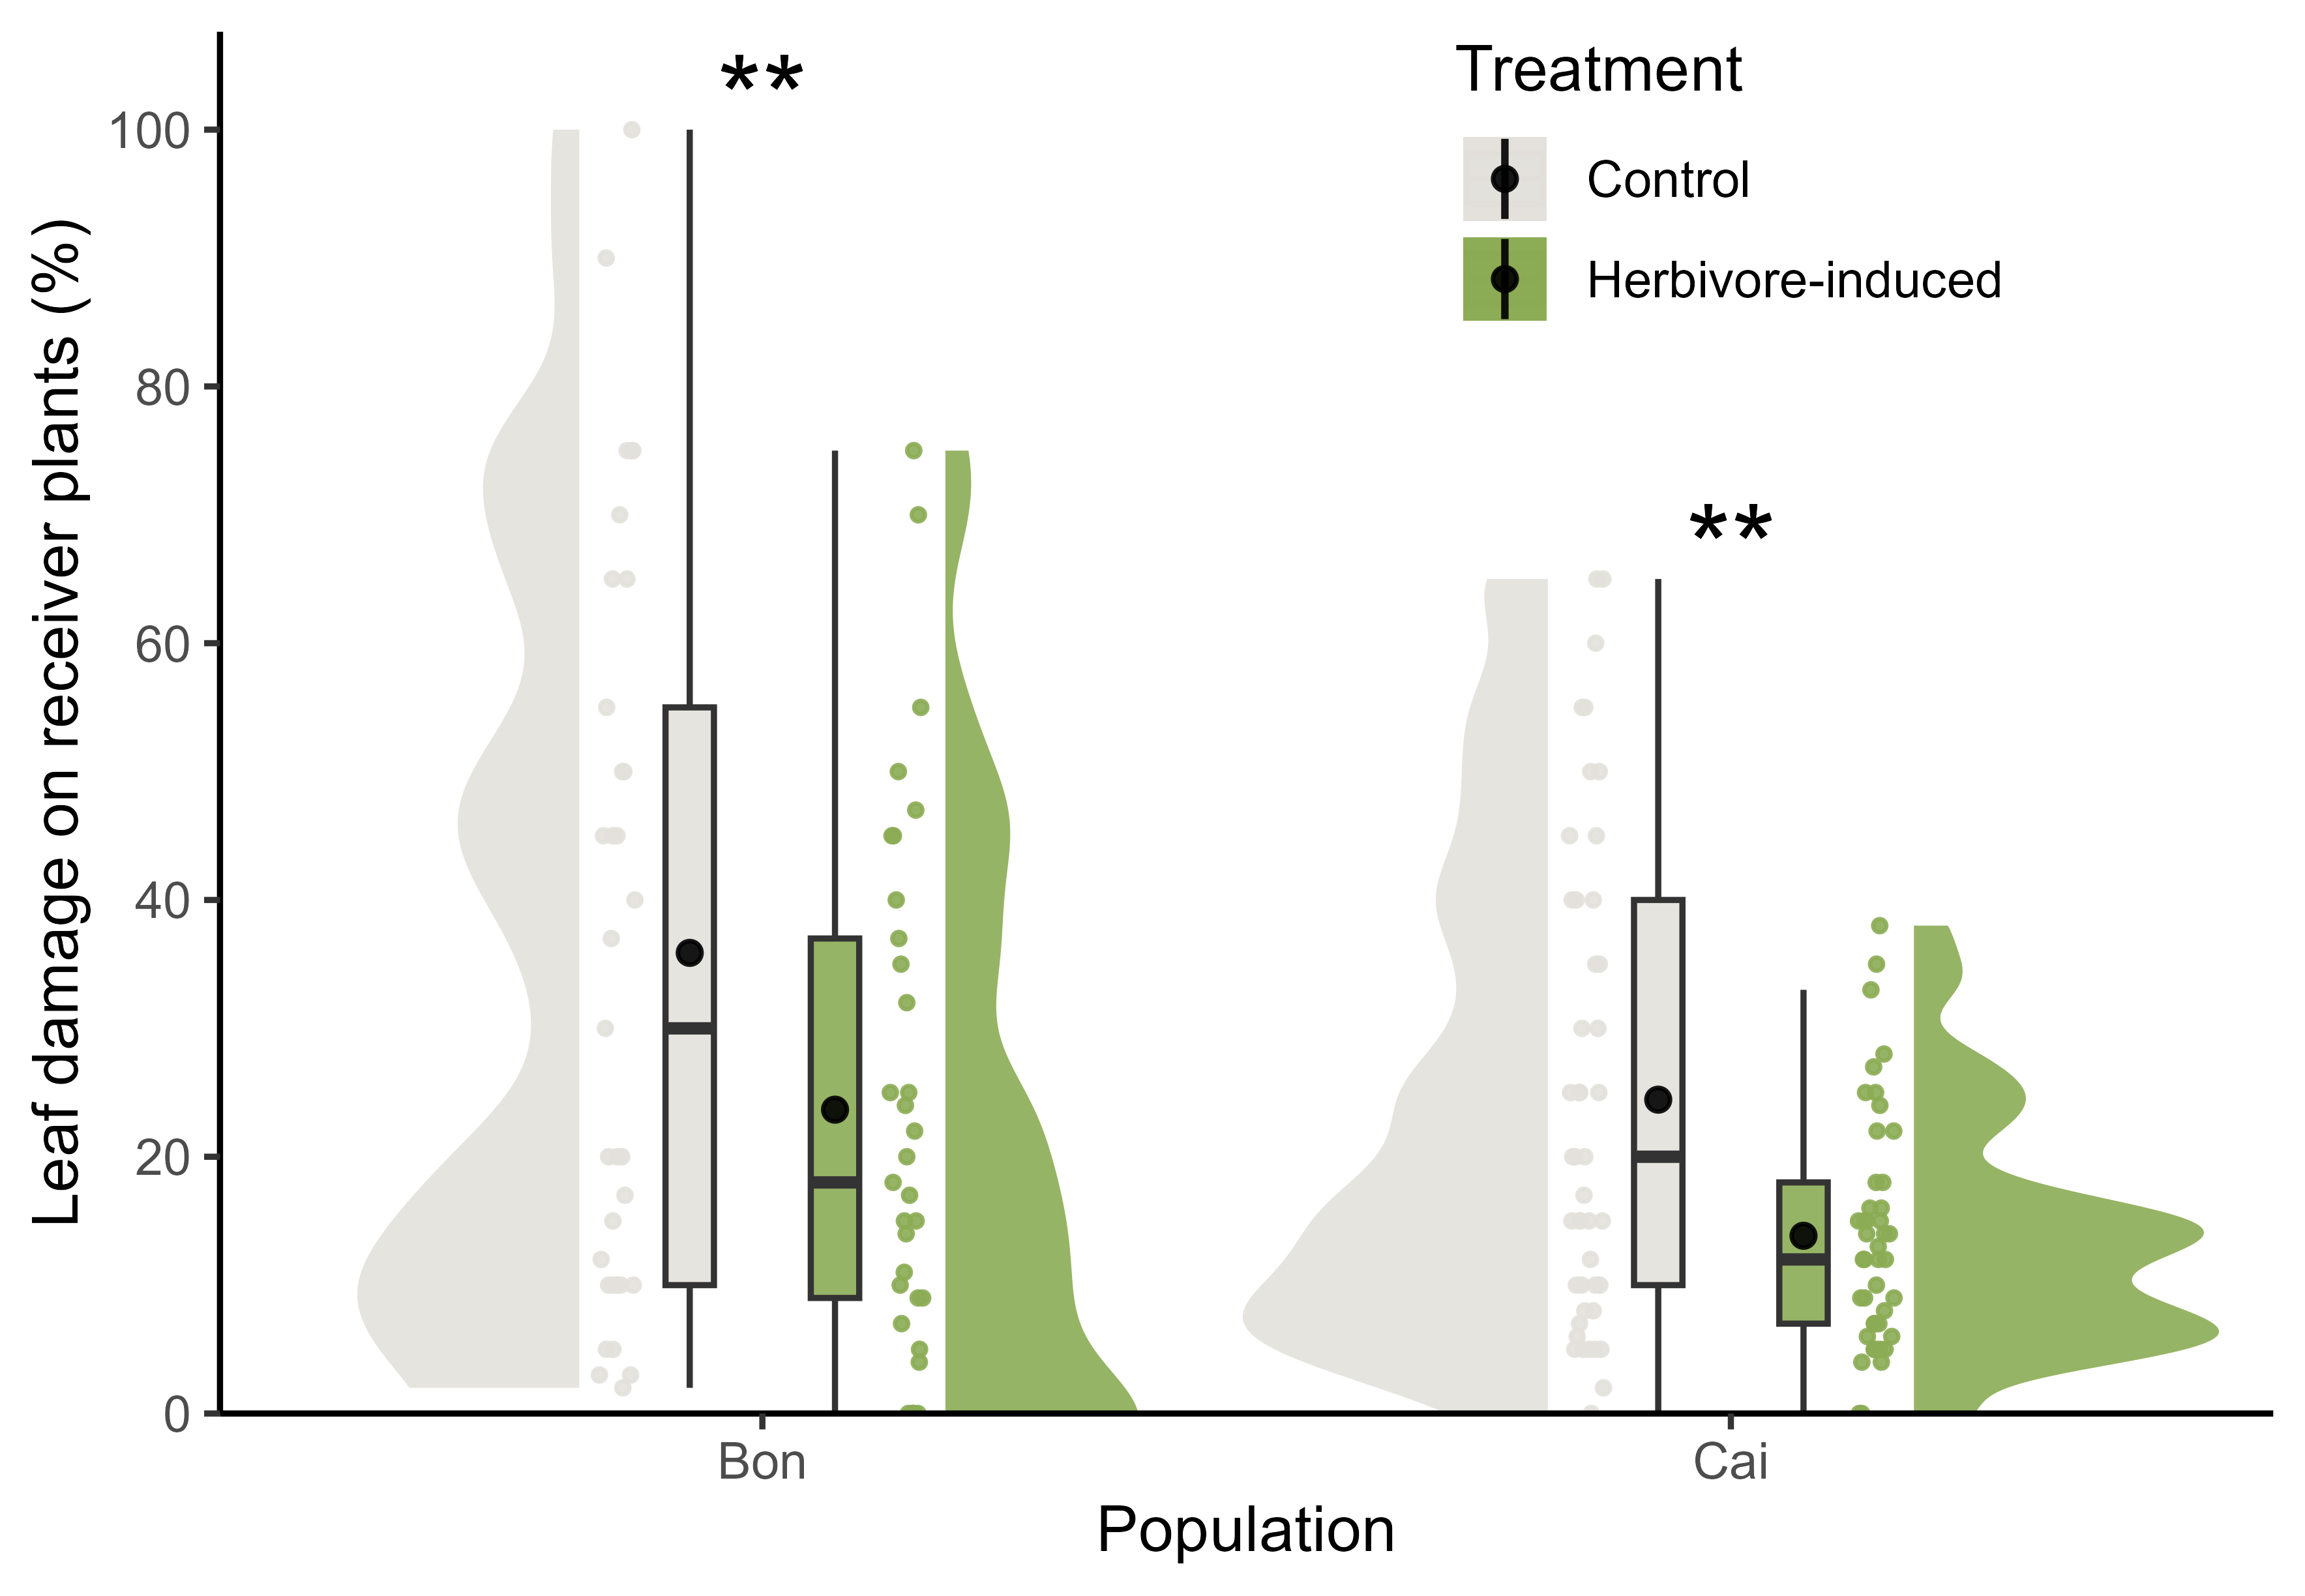 Treatment
Control
Herbivore-induced
**
**
Leaf damage on receiver plants (%)
100
80
60
40
20
0
Bon
Cai
Population